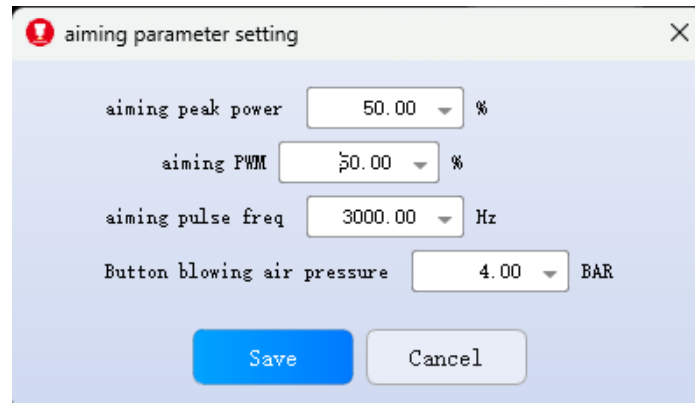 aiming parameter setting
aiming peak power 50.00 %
aiming PWM 50.00 %
aiming pulse freq 3000.00 Hz
Button blowing air pressure 4.00 BAR
Save Cancel